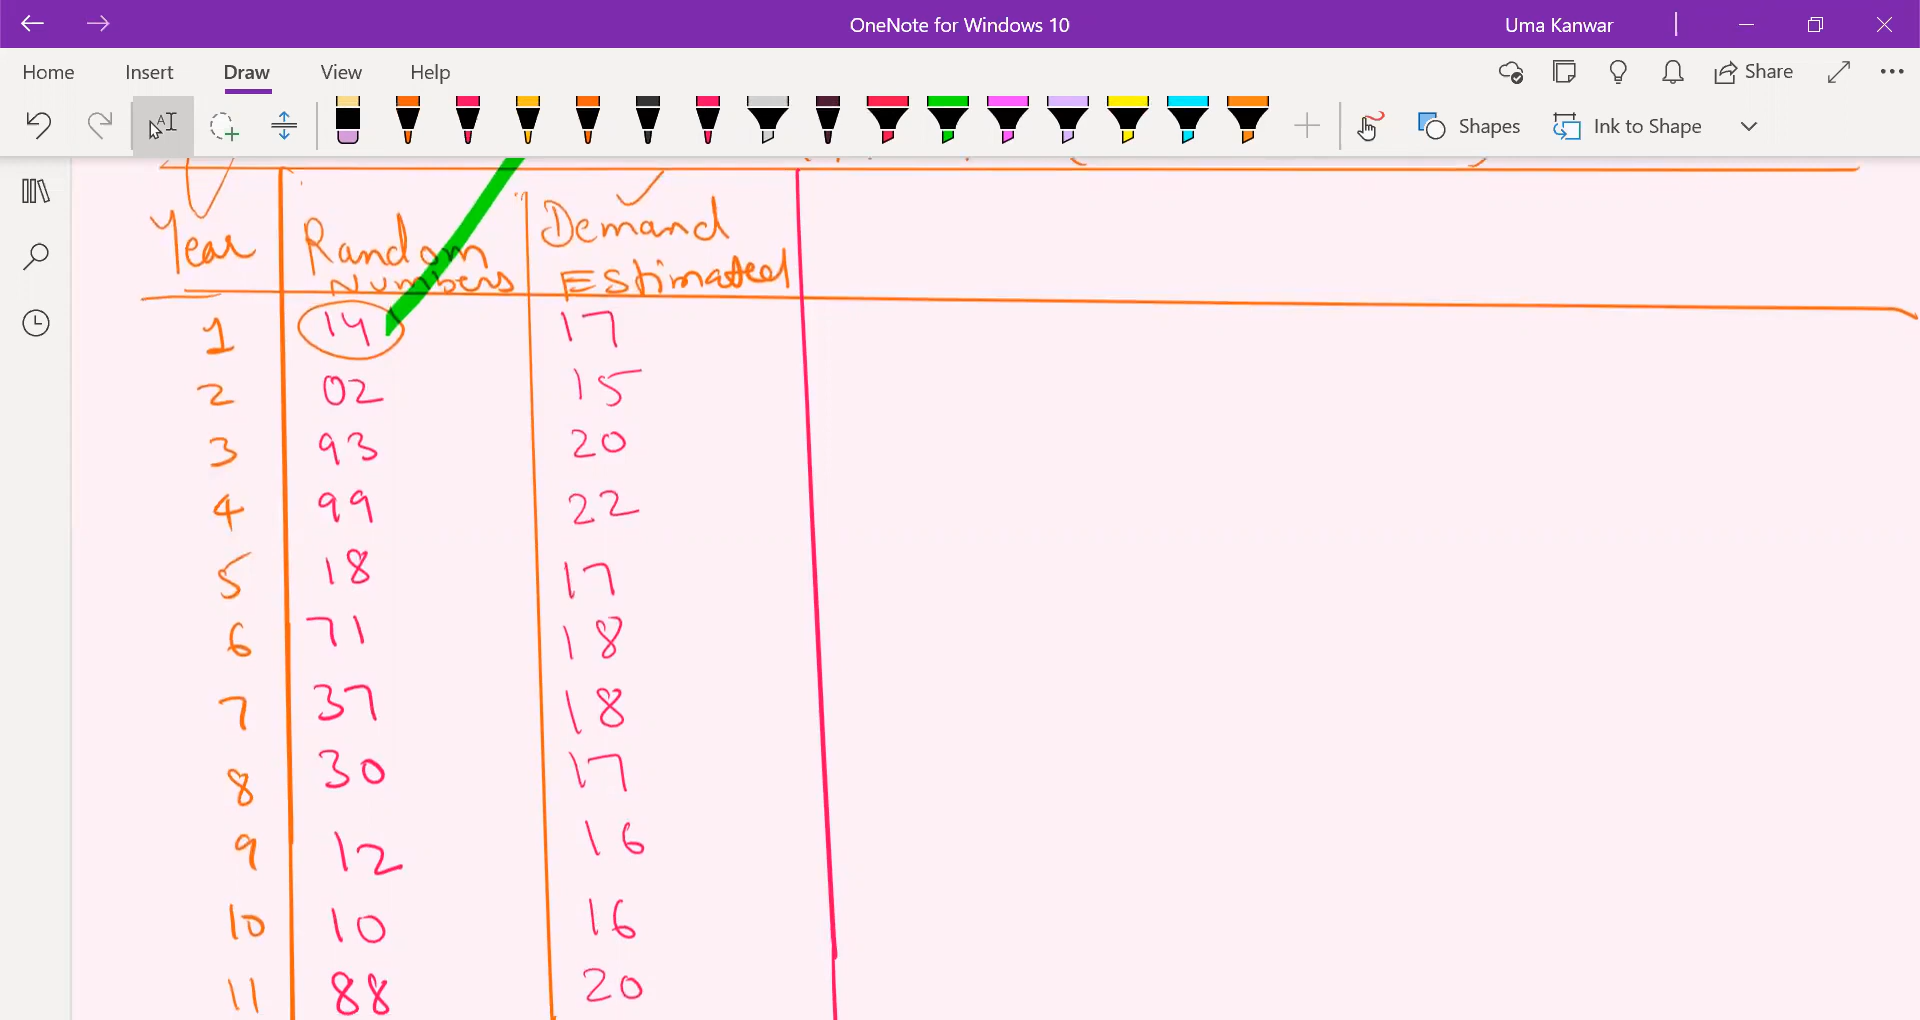 OneNote for Windows 10 Uma Kanwar
Home Insert Draw View Help Share
Shapes Ink to Shape
Year Random Numbers Demand Estimated
1 14 17
2 02 15
3 93 20
4 99 22
5 18 17
6 71 18
7 37 18
8 30 17
9 12 16
10 10 16
11 88 20